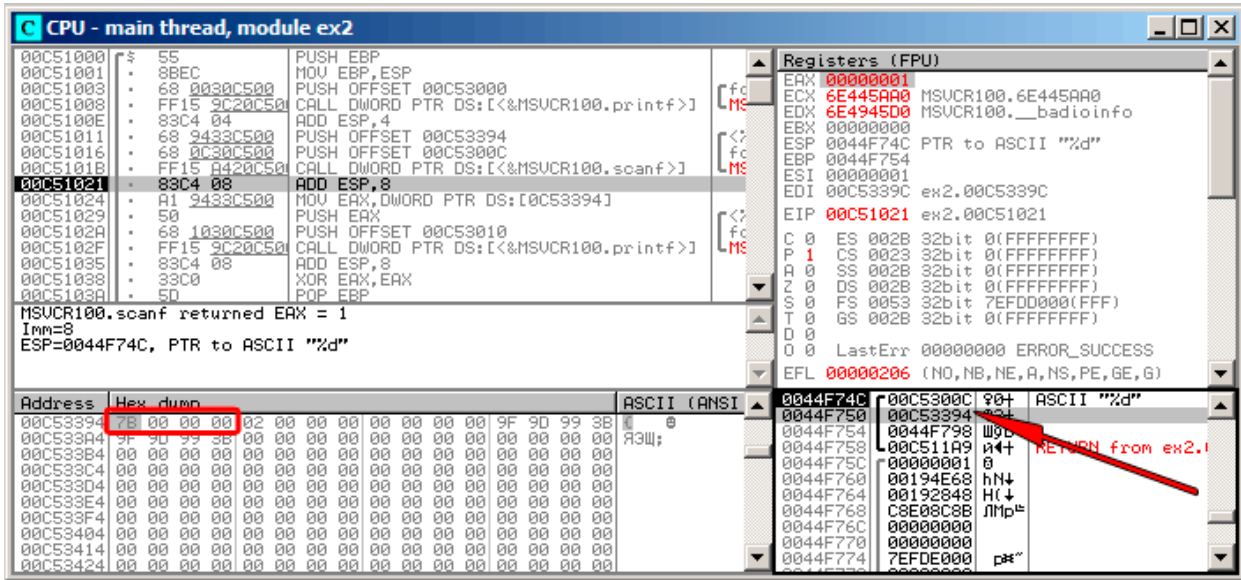 C CPU - main thread, module ex2
00C51000 $ 55 PUSH EBP
00C51001 . 8BEC MOV EBP,ESP
00C51003 . 68 0030C500 PUSH OFFSET 00C53000
00C51008 . FF15 9C20C50 CALL DWORD PTR DS:[<&MSVCR100.printf>]
00C5100E . 83C4 04 ADD ESP,4
00C51011 . 68 9433C500 PUSH OFFSET 00C53394
00C51016 . 68 0C30C500 PUSH OFFSET 00C5300C
00C5101B . FF15 A420C50 CALL DWORD PTR DS:[<&MSVCR100.scanf>]
00C51021 . 83C4 08 ADD ESP,8
00C51024 . A1 9433C500 MOV EAX,DWORD PTR DS:[0C53394]
00C51029 . 50 PUSH EAX
00C5102A . 68 1030C500 PUSH OFFSET 00C53010
00C5102F . FF15 9C20C50 CALL DWORD PTR DS:[<&MSVCR100.printf>]
00C51035 . 83C4 08 ADD ESP,8
00C51038 . 33C0 XOR EAX,EAX
00C5103A . 5D POP EBP
MSVCR100.scanf returned EAX = 1
Imm=8
ESP=0044F74C, PTR to ASCII "%d"
Registers (FPU)
EAX 00000001
ECX 6E445AA0 MSVCR100.6E445AA0
EDX 6E4945D0 MSVCR100.__badioinfo
EBX 00000000
ESP 0044F74C PTR to ASCII "%d"
EBP 0044F754
ESI 00000001
EDI 00C5339C ex2.00C5339C
EIP 00C51021 ex2.00C51021
C 0 ES 002B 32bit 0(FFFFFFFF)
P 1 CS 0023 32bit 0(FFFFFFFF)
A 0 SS 002B 32bit 0(FFFFFFFF)
Z 0 DS 002B 32bit 0(FFFFFFFF)
S 0 FS 0053 32bit 7EFDD000(FFF)
T 0 GS 002B 32bit 0(FFFFFFFF)
D 0
O 0 LastErr 00000000 ERROR_SUCCESS
EFL 00000206 (NO,NB,NE,A,NS,PE,GE,G)
Address Hex dump ASCII (ANSI
00C53394 7B 00 00 00 02 00 00 00 00 00 00 00 9F 9D 99 3B {
00C533A4 9F 9D 99 3B 00 00 00 00 00 00 00 00 00 00 00 00 ЯЭЩ;
00C533B4 00 00 00 00 00 00 00 00 00 00 00 00 00 00 00 00
00C533C4 00 00 00 00 00 00 00 00 00 00 00 00 00 00 00 00
00C533D4 00 00 00 00 00 00 00 00 00 00 00 00 00 00 00 00
00C533E4 00 00 00 00 00 00 00 00 00 00 00 00 00 00 00 00
00C533F4 00 00 00 00 00 00 00 00 00 00 00 00 00 00 00 00
00C53404 00 00 00 00 00 00 00 00 00 00 00 00 00 00 00 00
00C53414 00 00 00 00 00 00 00 00 00 00 00 00 00 00 00 00
00C53424 00 00 00 00 00 00 00 00 00 00 00 00 00 00 00 00
0044F74C 00C5300C ASCII "%d"
0044F750 00C53394
0044F754 0044F798
0044F758 00C511A9 RETURN from ex2.
0044F75C 00000001
0044F760 00194E68 hN↓
0044F764 00192848 H(↓
0044F768 C8E08C8B
0044F76C 00000000
0044F770 00000000
0044F774 7EFDE000